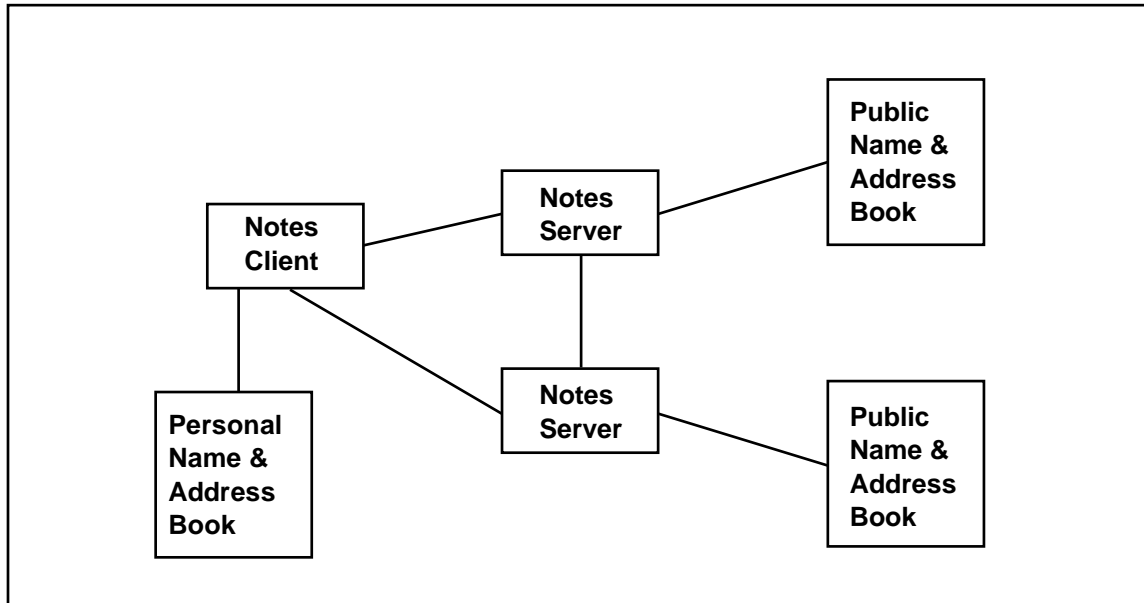 Public
Name &
Address
Book
Notes
Server
Notes
Client
Notes
Server
Personal
Name &
Address
Book
Public
Name &
Address
Book